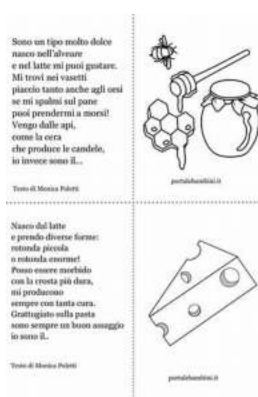 Sono un tipo molto dolce
nasco nell'alveare
e nel latte mi puoi gustare.
Mi trovi nei vasetti
piaccio tanto anche agli orsi
se mi spalmi sul pane
puoi prendermi a morsi!
Vengo dalle api,
come la cera
che produce le candele,
io invece sono il...
Testo di Monica Poletti
portalebambini.it
Nasco dal latte
e prendo diverse forme:
rotonda piccola
o rotonda enorme!
Posso essere morbido
con la crosta più dura,
mi producono
sempre con tanta cura.
Grattugiato sulla pasta
sono sempre un buon assaggio
io sono il..
Testo di Monica Poletti
portalebambini.it